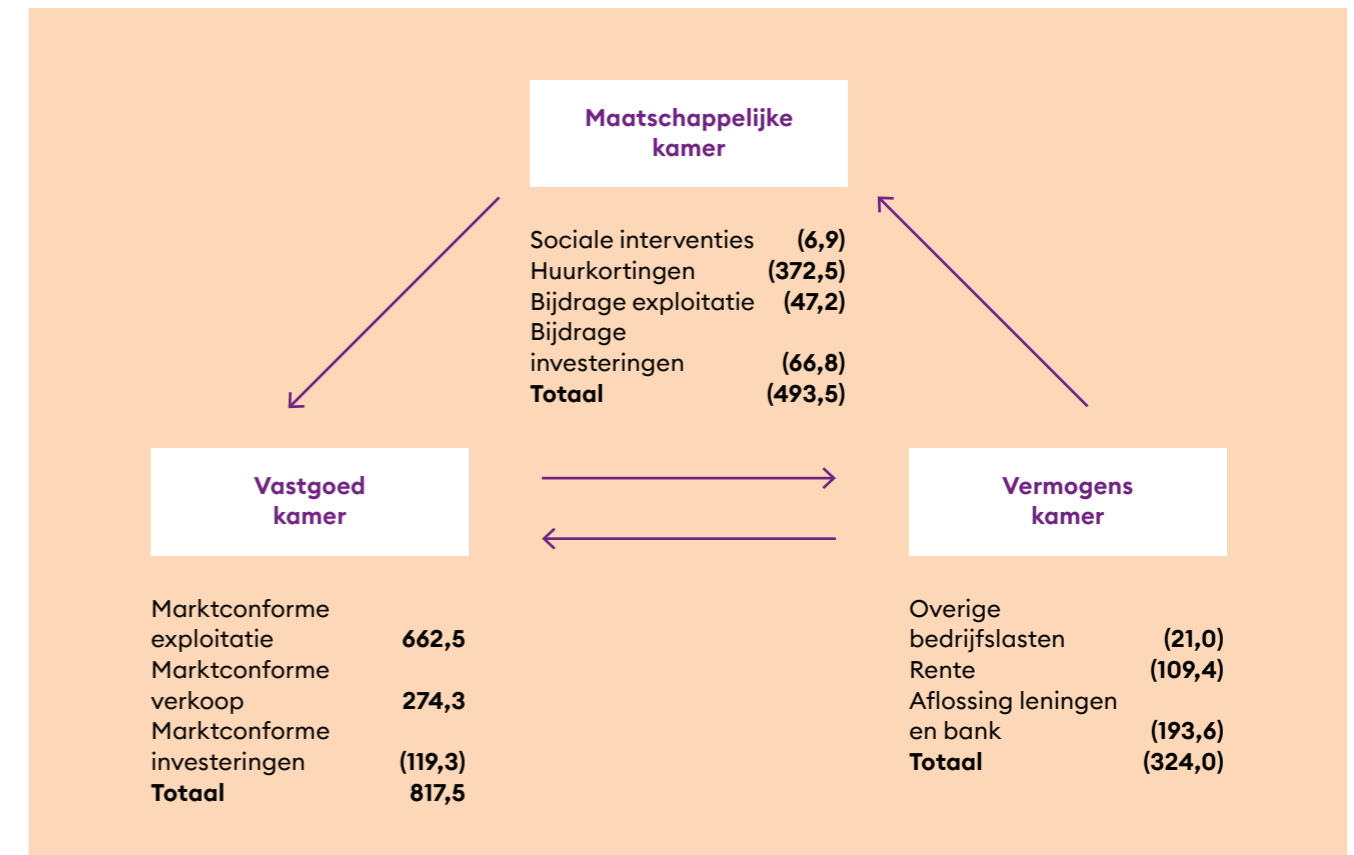 Maatschappelijke
kamer
Sociale interventies (6,9)
Huurkortingen (372,5)
Bijdrage exploitatie (47,2)
Bijdrage
investeringen (66,8)
Totaal (493,5)
Vastgoed
kamer
Marktconforme
exploitatie 662,5
Marktconforme
verkoop 274,3
Marktconforme
investeringen (119,3)
Totaal 817,5
Vermogens
kamer
Overige
bedrijfslasten (21,0)
Rente (109,4)
Aflossing leningen
en bank (193,6)
Totaal (324,0)